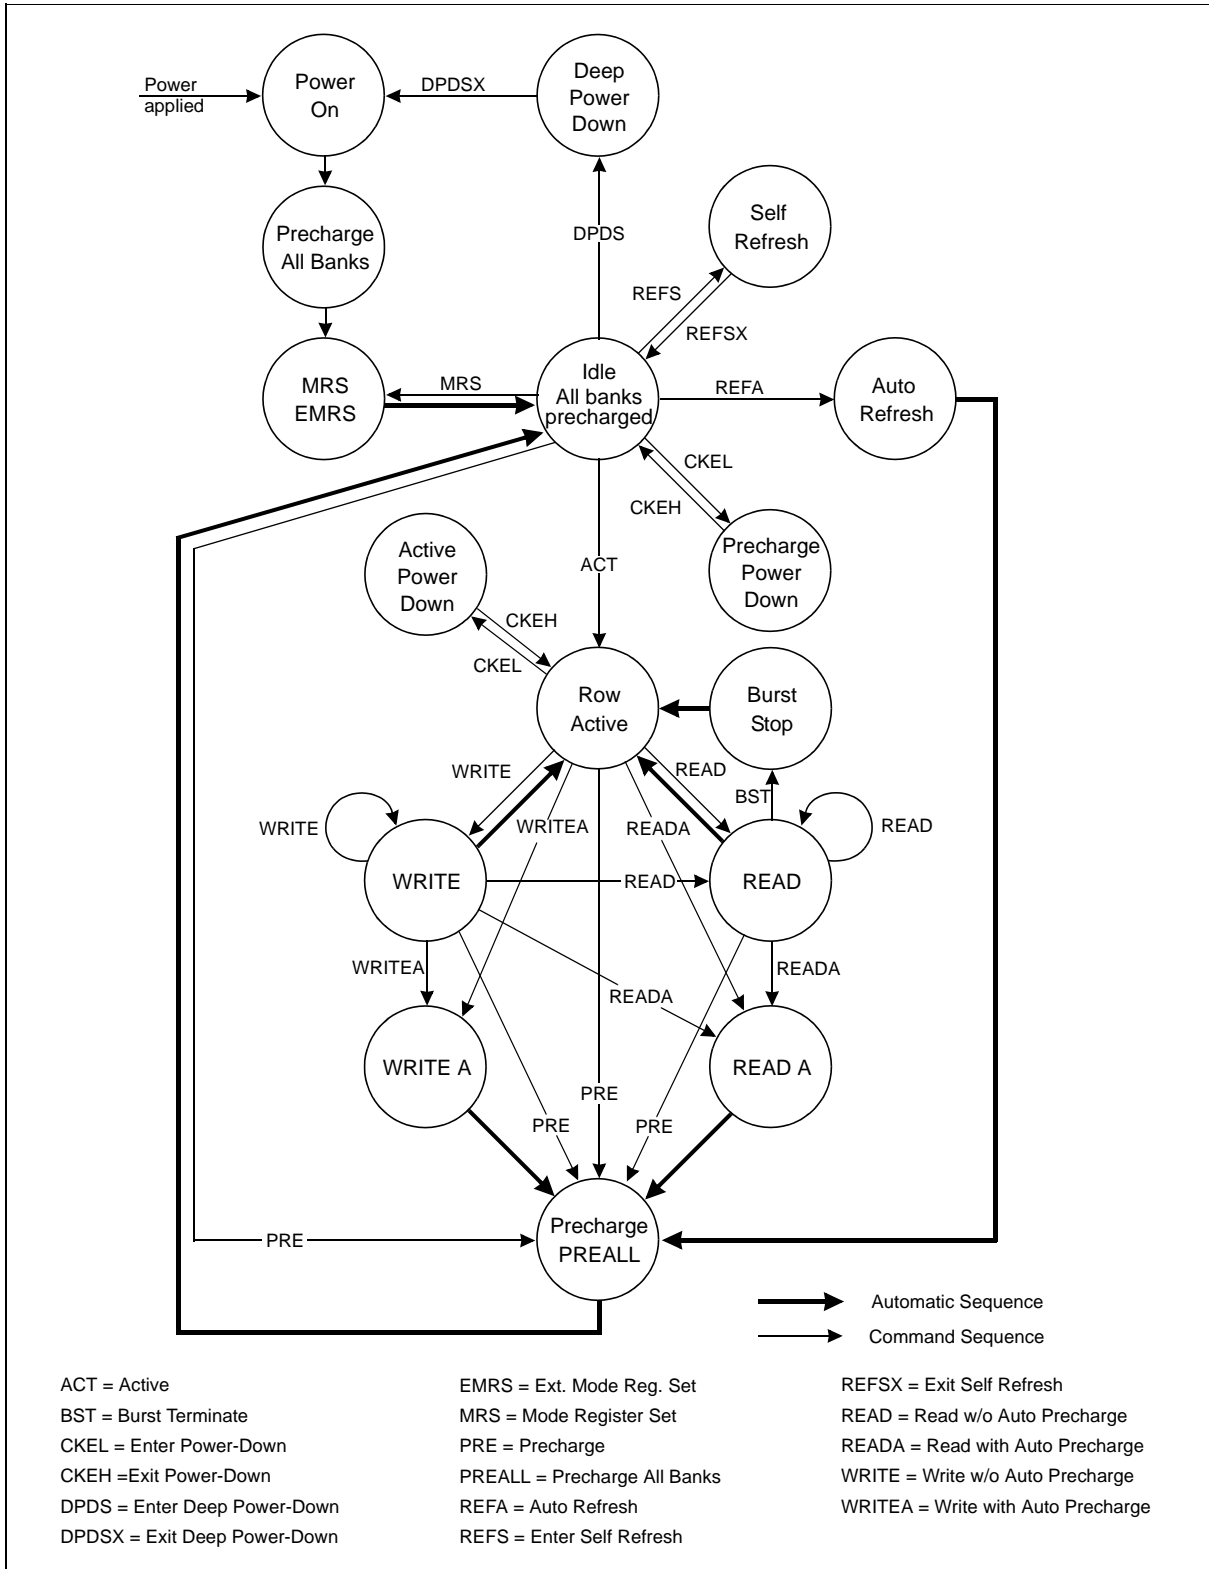 Power
applied
Power
On
DPDSX
Deep
Power
Down
Precharge
All Banks
DPDS
Self
Refresh
REFS
REFSX
MRS
EMRS
MRS
Idle
All banks
precharged
REFA
Auto
Refresh
CKEL
CKEH
Active
Power
Down
ACT
Precharge
Power
Down
CKEH
CKEL
Row
Active
Burst
Stop
WRITE
READ
BST
WRITE
WRITEA
READA
READ
WRITE
READ
READ
WRITEA
READA
READA
WRITE A
READ A
PRE
PRE
PRE
Precharge
PREALL
PRE
Automatic Sequence
Command Sequence
ACT = Active
BST = Burst Terminate
CKEL = Enter Power-Down
CKEH =Exit Power-Down
DPDS = Enter Deep Power-Down
DPDSX = Exit Deep Power-Down
EMRS = Ext. Mode Reg. Set
MRS = Mode Register Set
PRE = Precharge
PREALL = Precharge All Banks
REFA = Auto Refresh
REFS = Enter Self Refresh
REFSX = Exit Self Refresh
READ = Read w/o Auto Precharge
READA = Read with Auto Precharge
WRITE = Write w/o Auto Precharge
WRITEA = Write with Auto Precharge